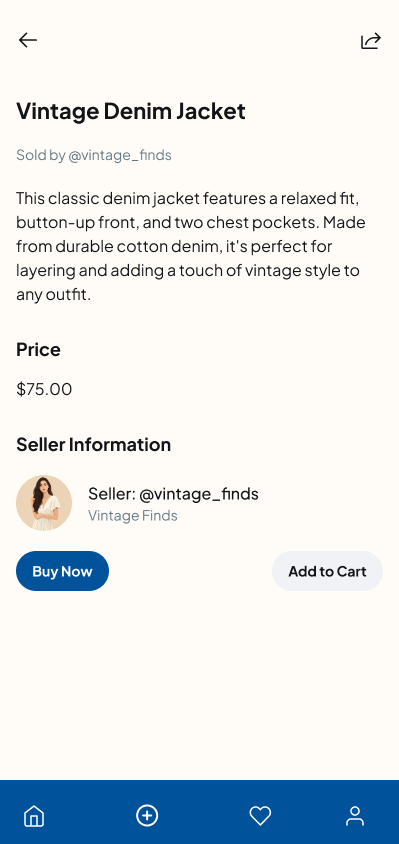 Vintage Denim Jacket
Sold by @vintage_finds
This classic denim jacket features a relaxed fit,
button-up front, and two chest pockets. Made
from durable cotton denim, it's perfect for
layering and adding a touch of vintage style to
any outfit.
Price
$75.00
Seller Information
Seller: @vintage_finds
Vintage Finds
Buy Now
Add to Cart